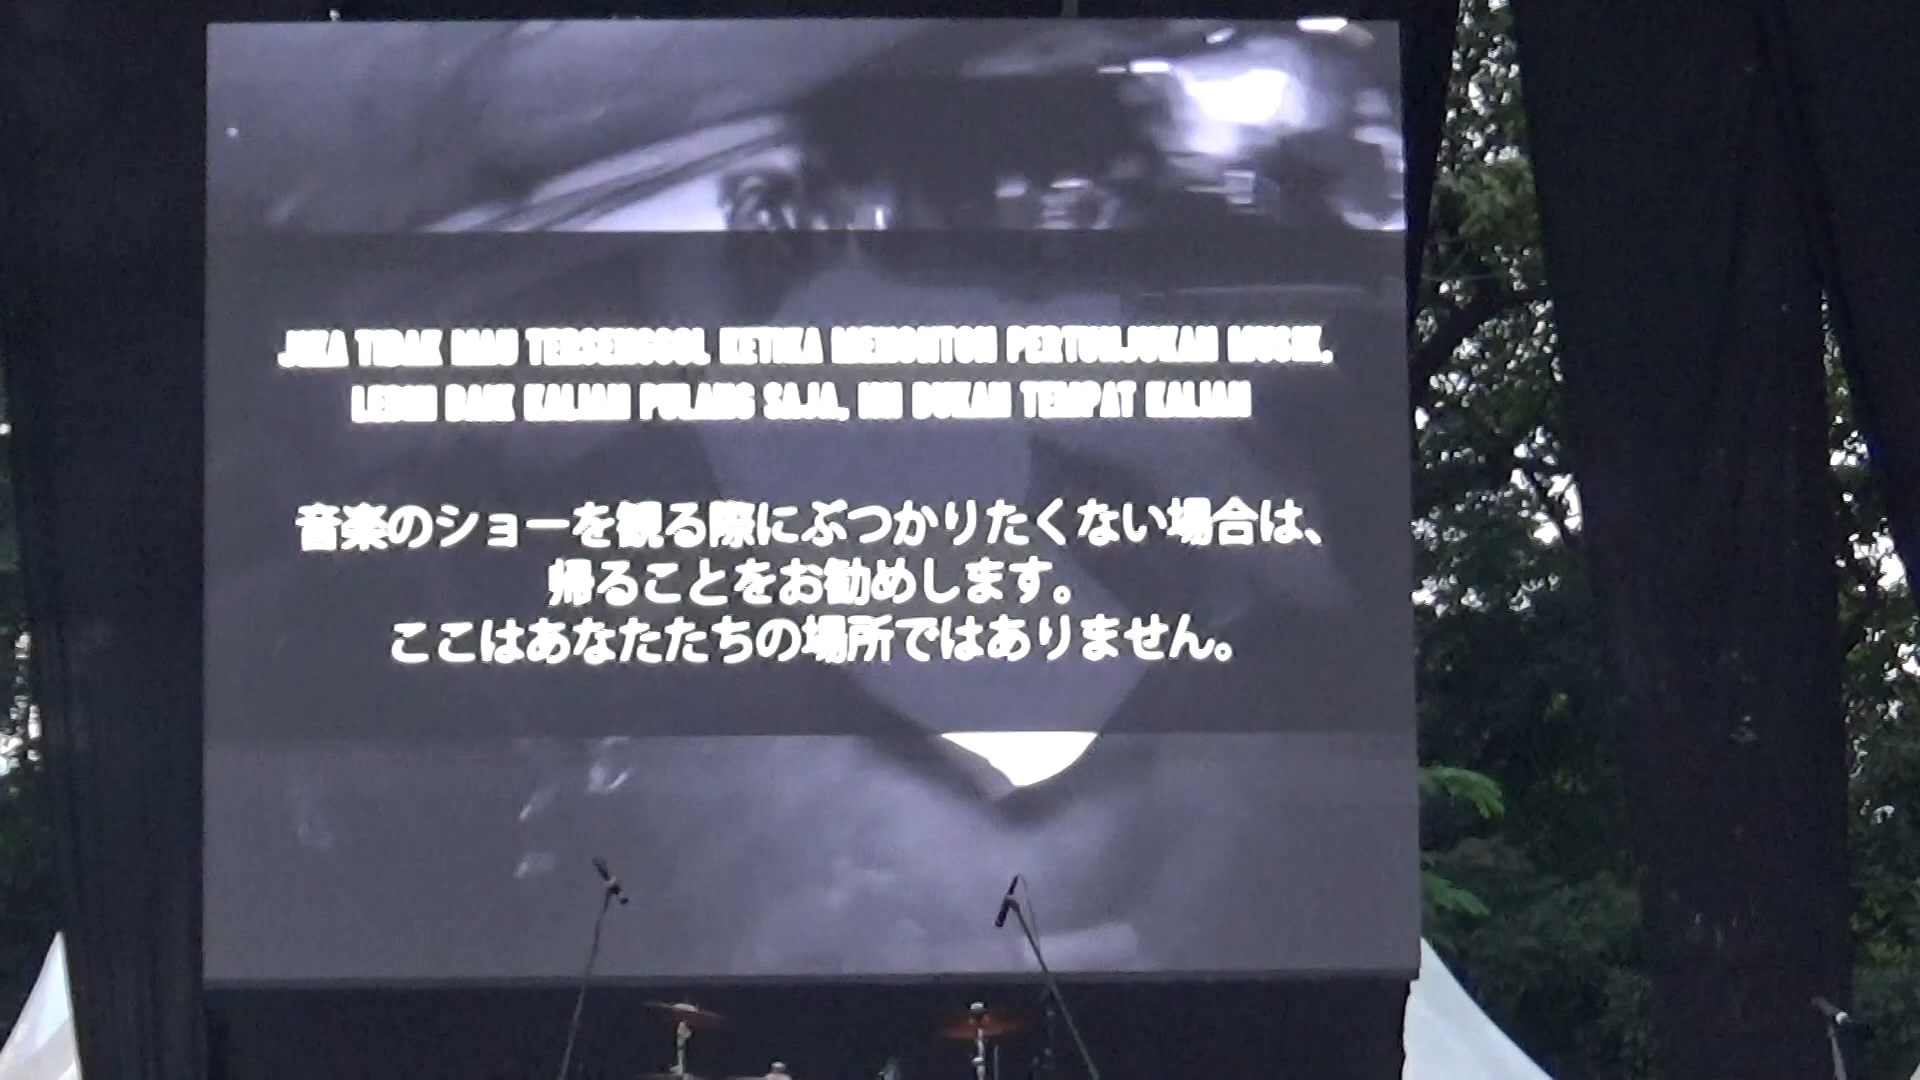 JIKA TIDAK MAU TERSENGGOL KETIKA MENONTON PERTUNJUKAN MUSIK,
LEBIH BAIK KALIAN PULANG SAJA, INI BUKAN TEMPAT KALIAN
音楽のショーを観る際にぶつかりたくない場合は、
帰ることをお勧めします。
ここはあなたたちの場所ではありません。